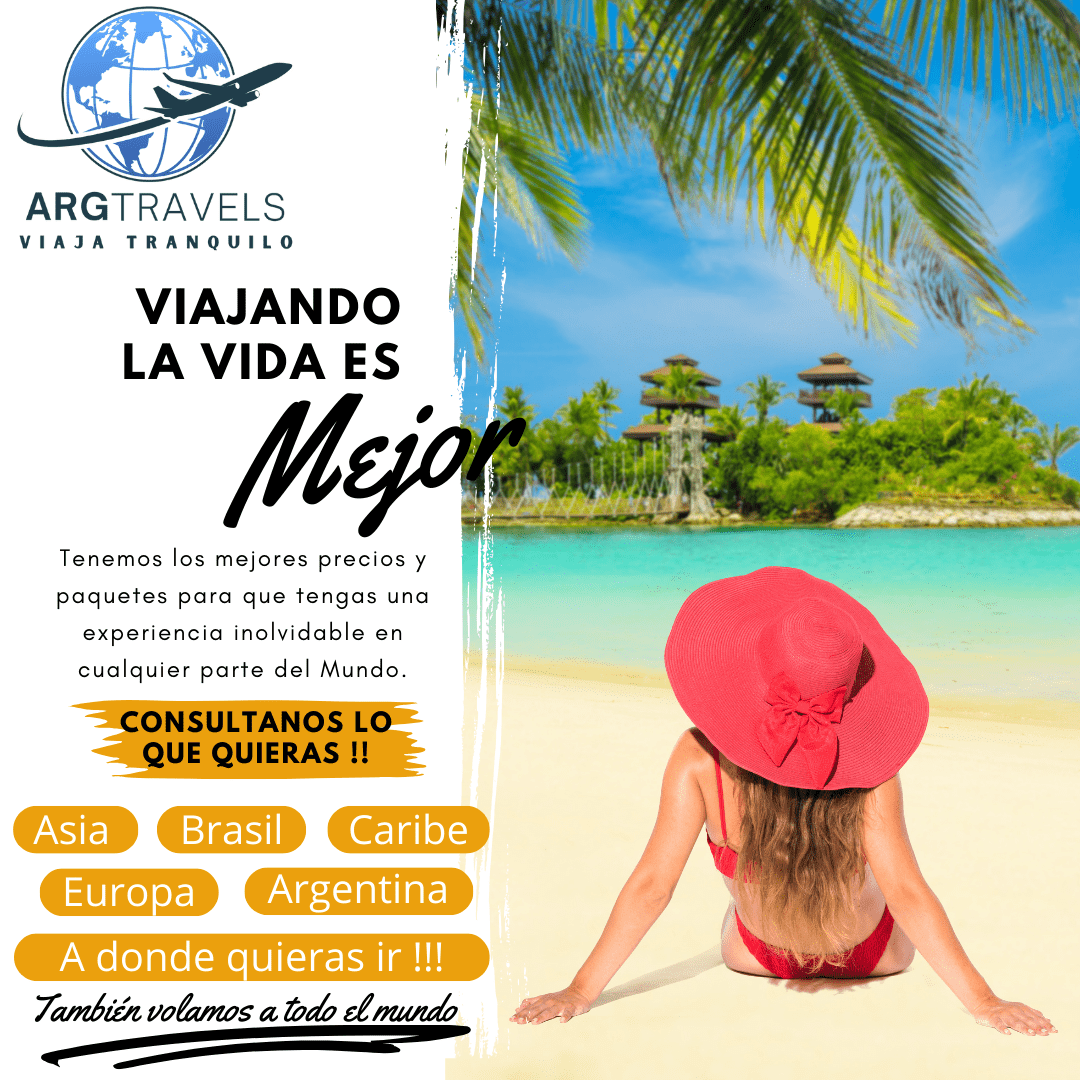 ARGTRAVELS
VIAJA TRANQUILO
VIAJANDO
LA VIDA ES
Mejor
Tenemos los mejores precios y
paquetes para que tengas una
experiencia inolvidable en
cualquier parte del Mundo.
CONSULTANOS LO
QUE QUIERAS !!
Asia Brasil Caribe
Europa Argentina
A donde quieras ir !!!
También volamos a todo el mundo